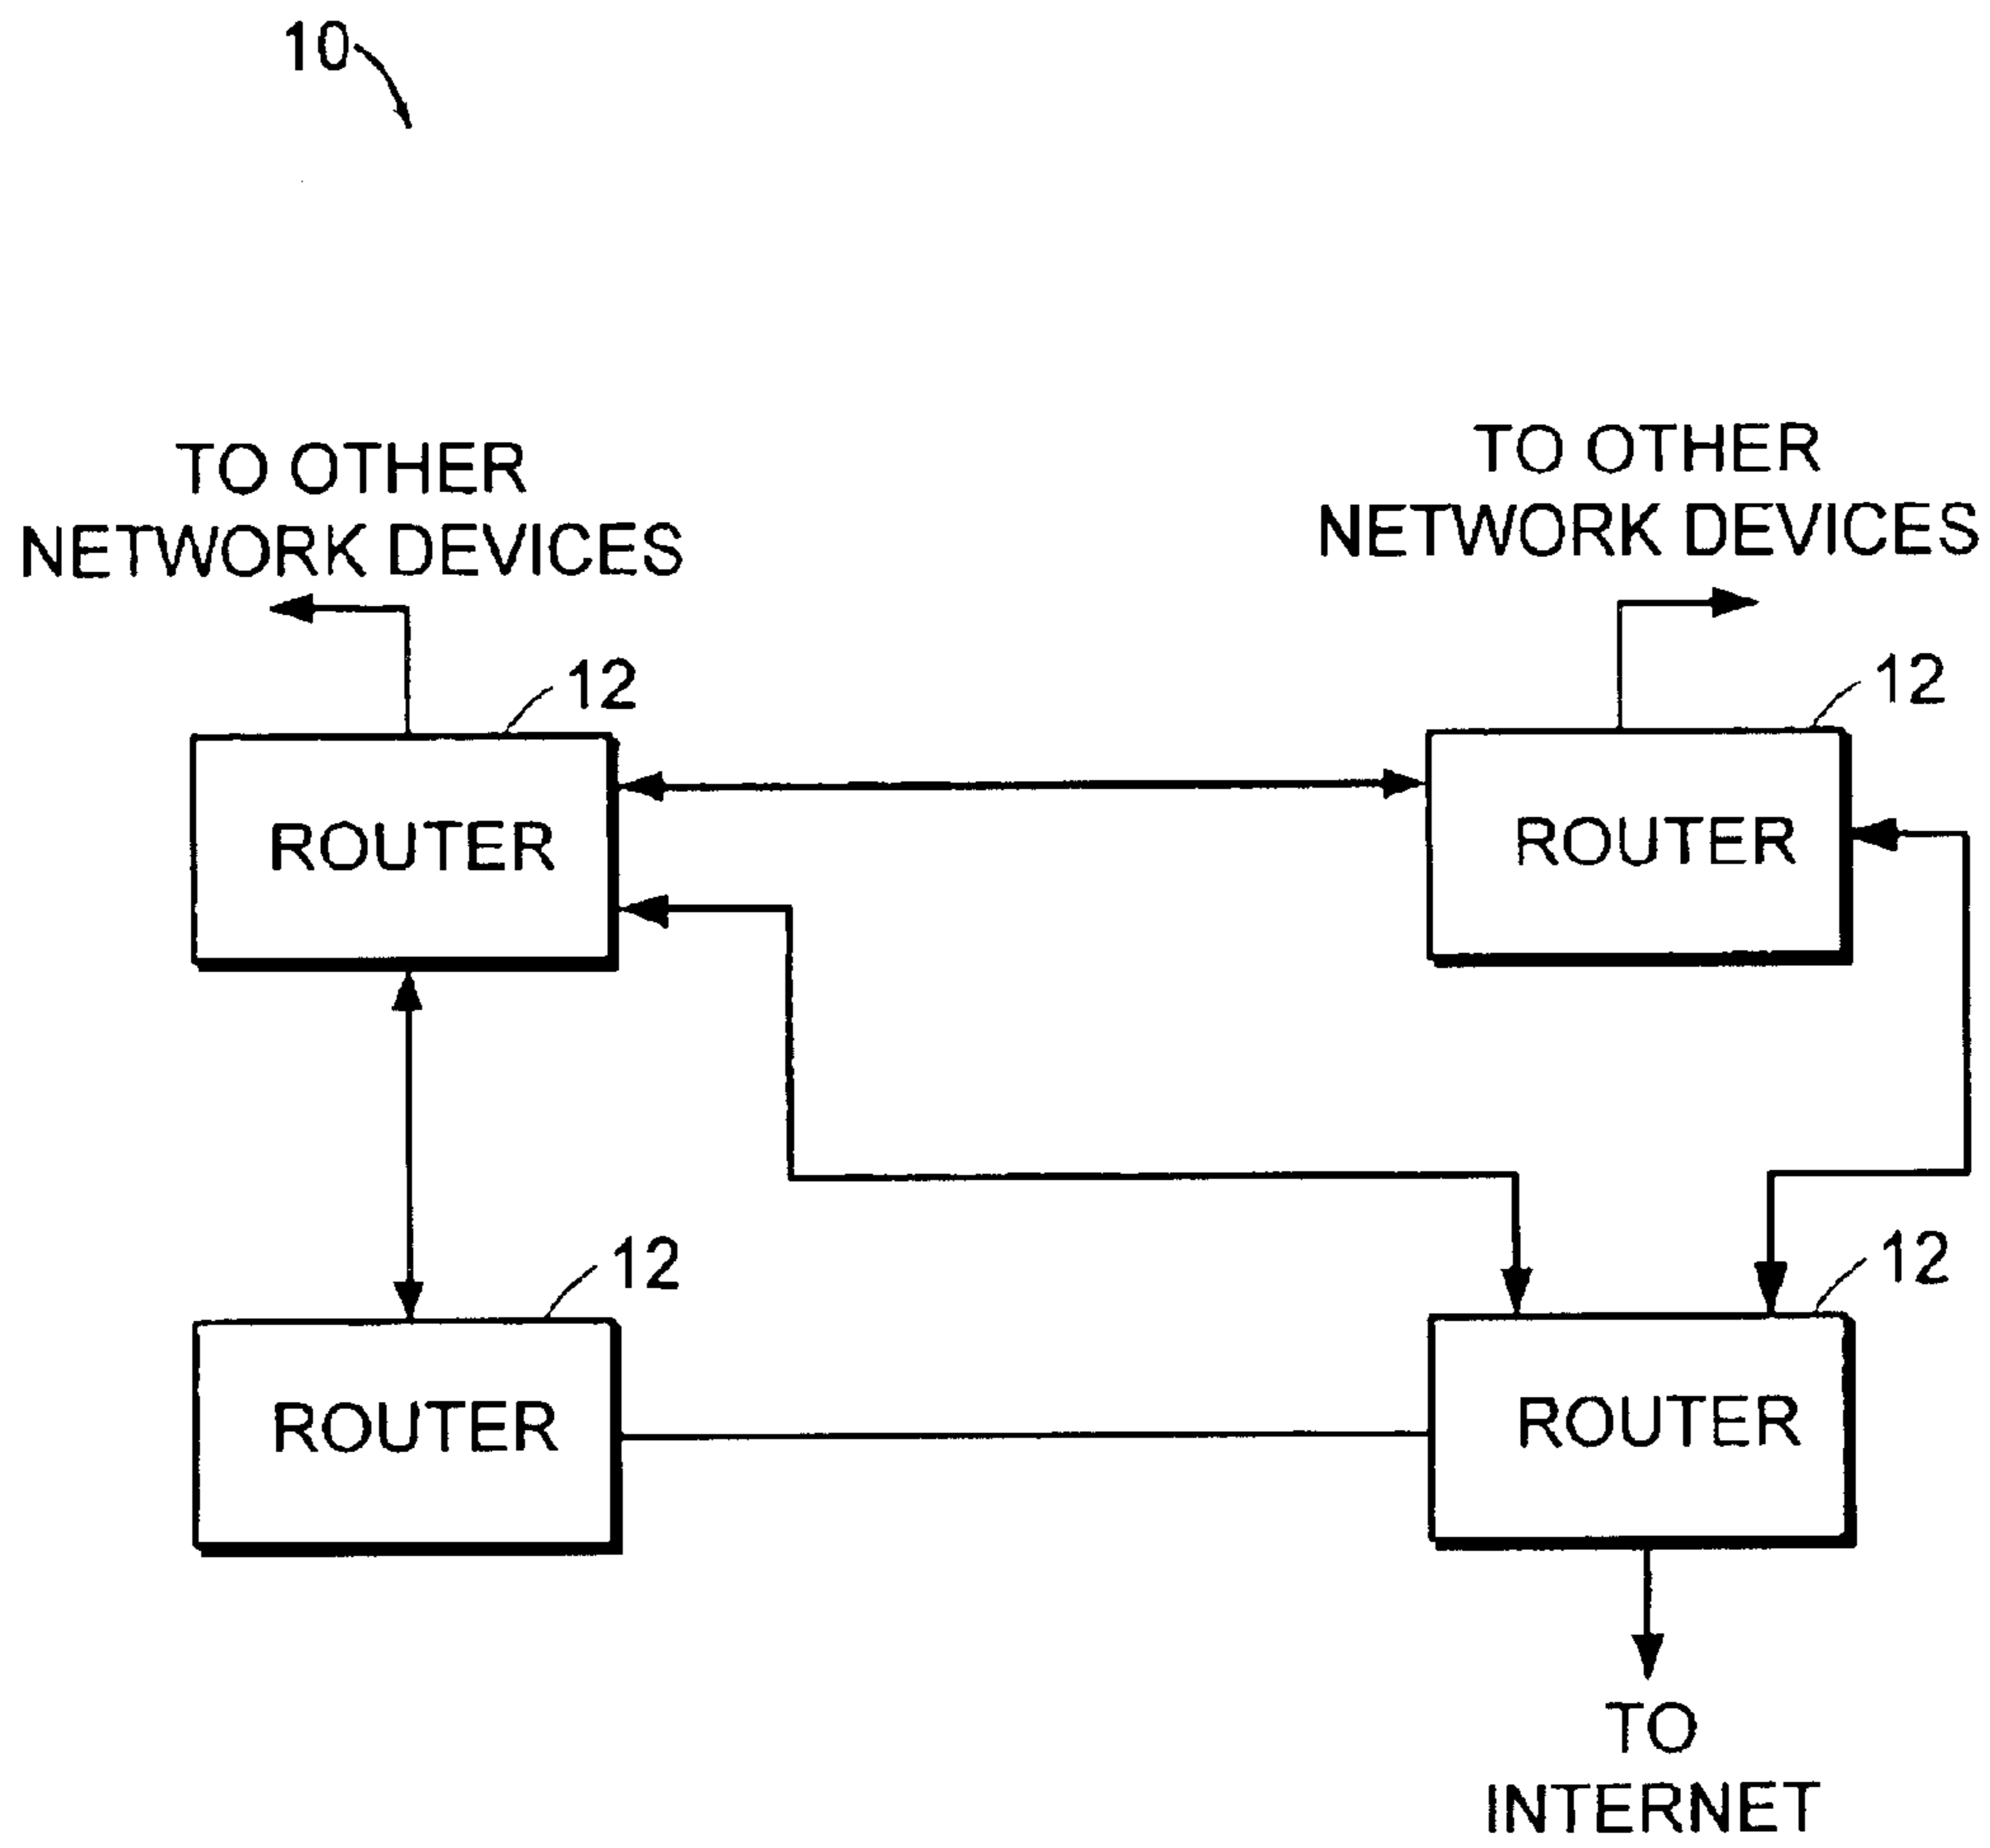 10
TO OTHER
NETWORK DEVICES
TO OTHER
NETWORK DEVICES
12
12
ROUTER
ROUTER
12
12
ROUTER
ROUTER
TO
INTERNET